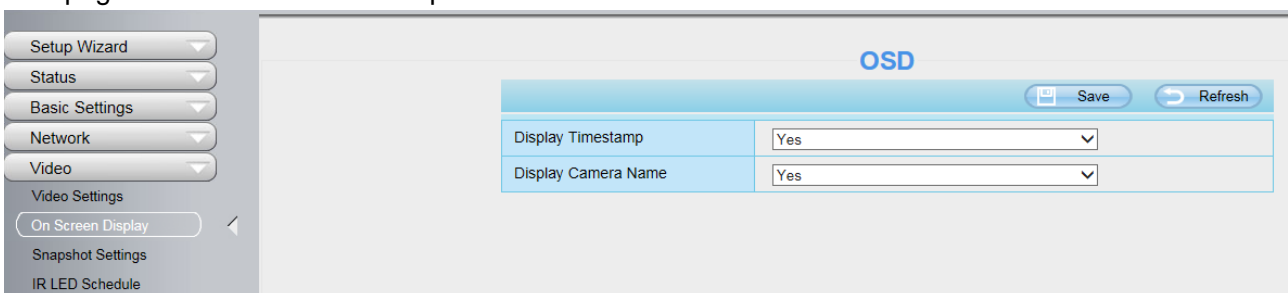 Setup Wizard
Status
Basic Settings
Network
Video
Video Settings
On Screen Display
Snapshot Settings
IR LED Schedule
OSD
Save Refresh
Display Timestamp Yes
Display Camera Name Yes